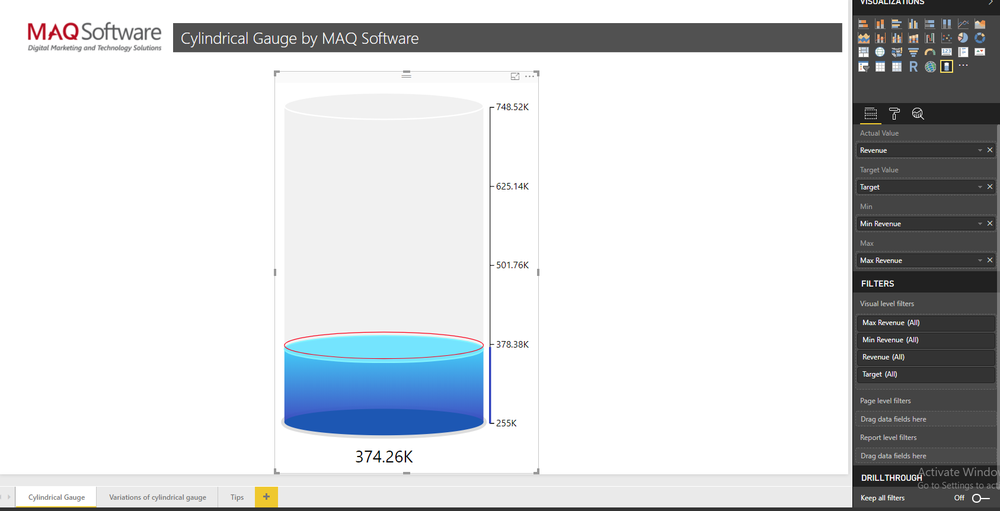 VISUALIZATIONS
MAQ Software
Digital Marketing and Technology Solutions
Cylindrical Gauge by MAQ Software
748.52K
625.14K
501.76K
378.38K
255K
374.26K
123
R
Actual Value
Revenue
Target Value
Target
Min
Min Revenue
Max
Max Revenue
FILTERS
Visual level filters
Max Revenue (All)
Min Revenue (All)
Revenue (All)
Target (All)
Page level filters
Drag data fields here
Report level filters
Drag data fields here
DRILLTHROUGH
Activate Window
Go to Settings to acti
Keep all filters Off
Cylindrical Gauge Variations of cylindrical gauge Tips +